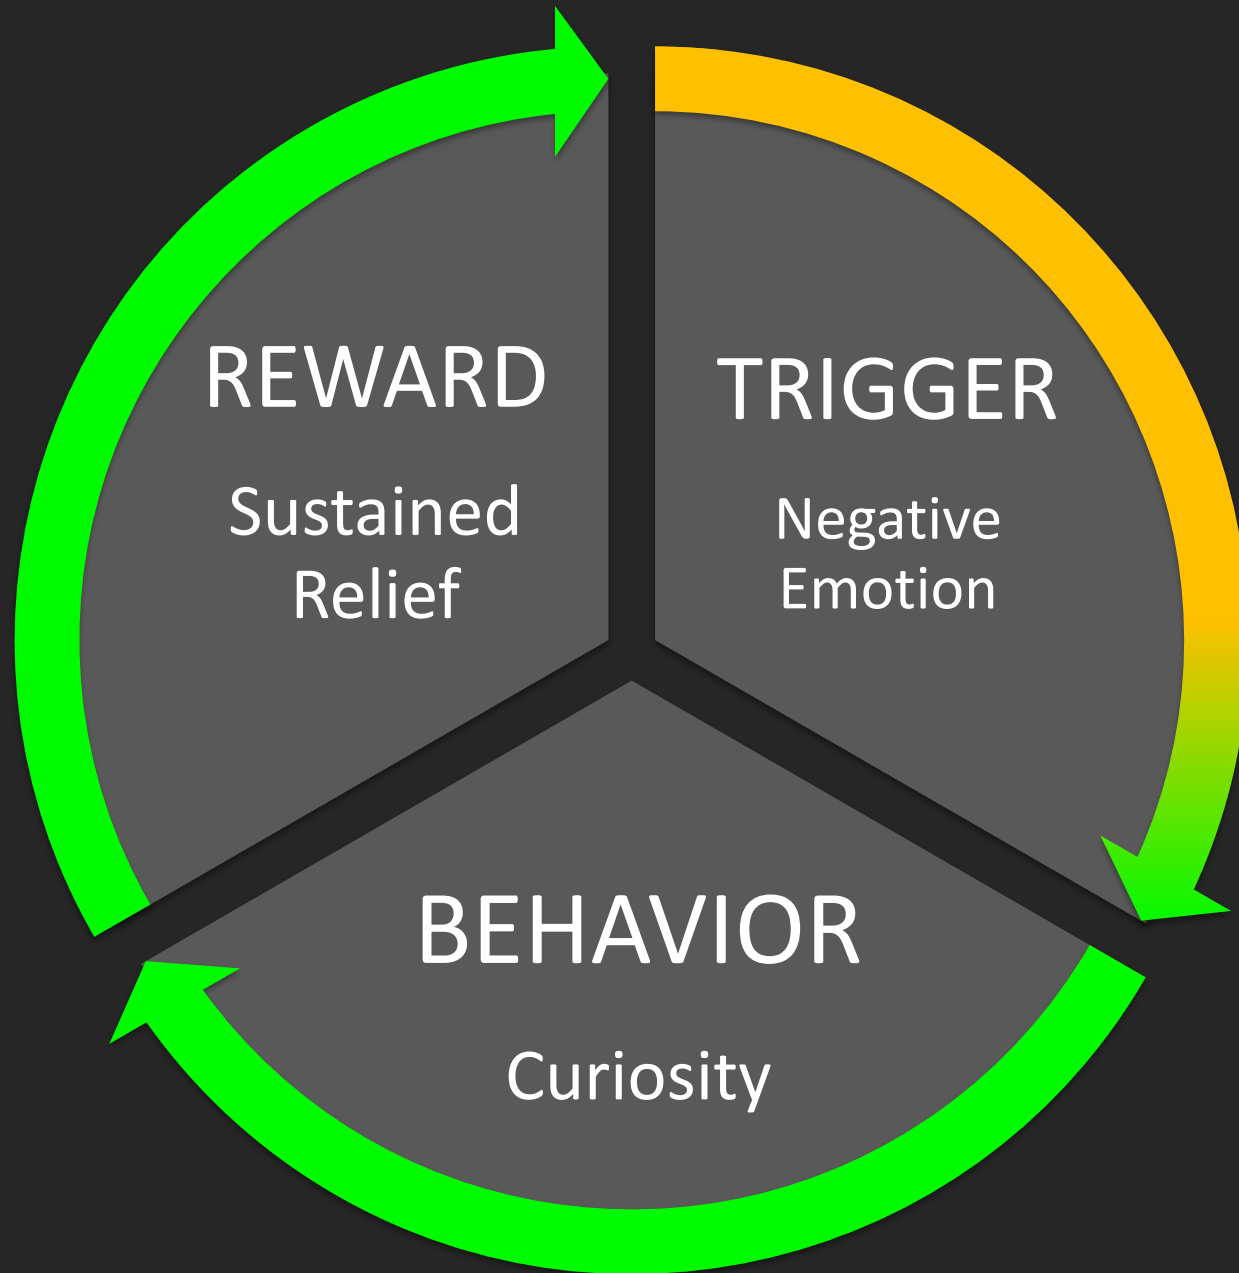 REWARD
Sustained
Relief
TRIGGER
Negative
Emotion
BEHAVIOR
Curiosity